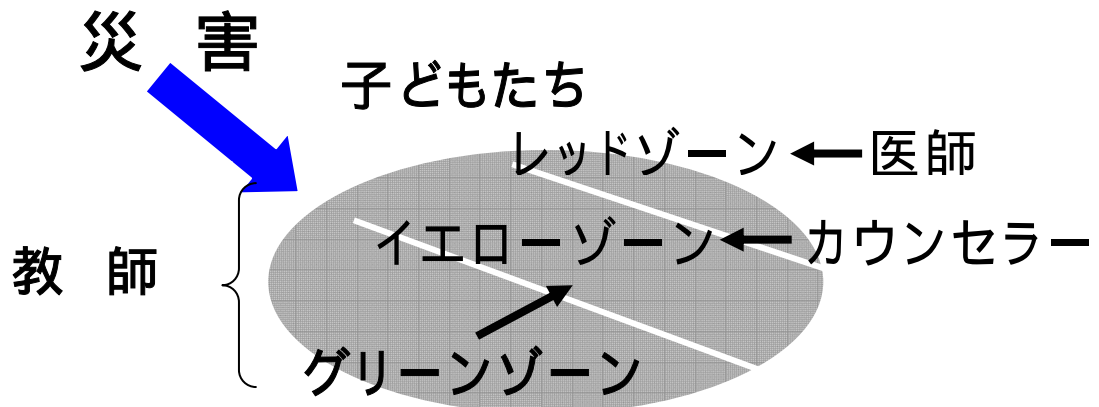 災　害
子どもたち
レッドゾーン
医師
イエローゾーン
カウンセラー
教　師
グリーンゾーン